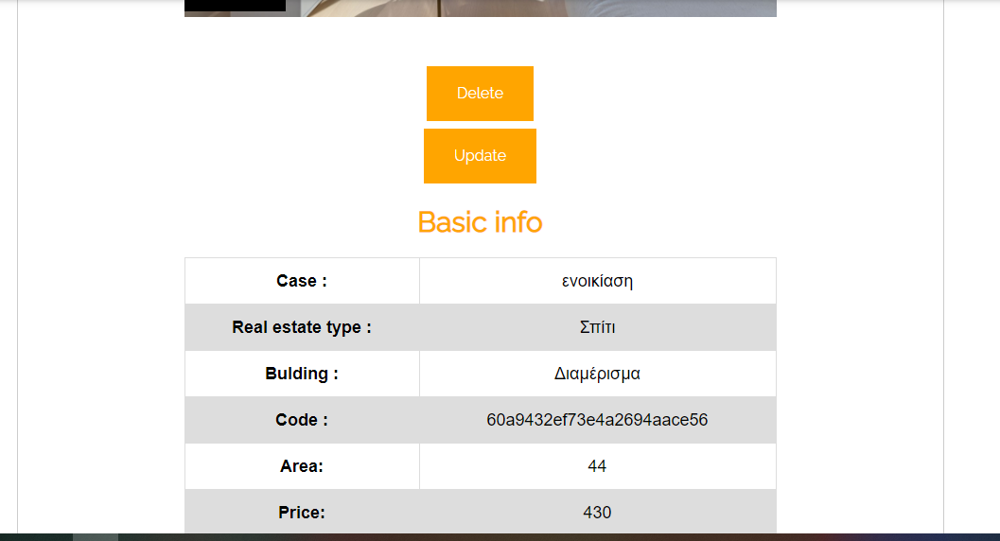 Delete
Update
Basic info
Case : ενοικίαση
Real estate type : Σπίτι
Bulding : Διαμέρισμα
Code : 60a9432ef73e4a2694aace56
Area: 44
Price: 430